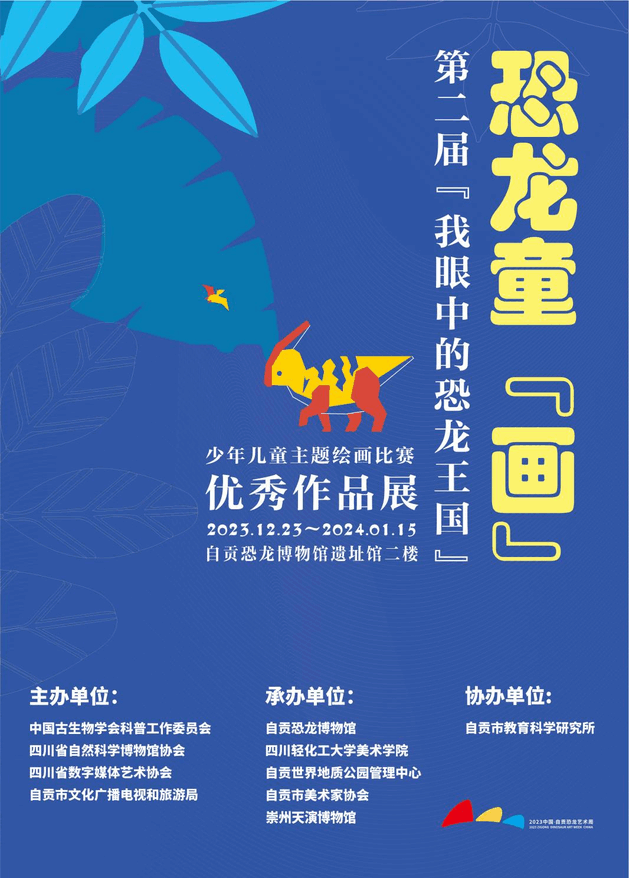 恐龙童『画』
第二届『我眼中的恐龙王国』
少年儿童主题绘画比赛
优秀作品展
2023.12.23～2024.01.15
自贡恐龙博物馆遗址馆二楼
主办单位：
中国古生物学会科普工作委员会
四川省自然科学博物馆协会
四川省数字媒体艺术协会
自贡市文化广播电视和旅游局
承办单位：
自贡恐龙博物馆
四川轻化工大学美术学院
自贡世界地质公园管理中心
自贡市美术家协会
崇州天演博物馆
协办单位：
自贡市教育科学研究所
2023中国·自贡恐龙艺术周
2023 ZIGONG DINOSAUR ART WEEK CHINA